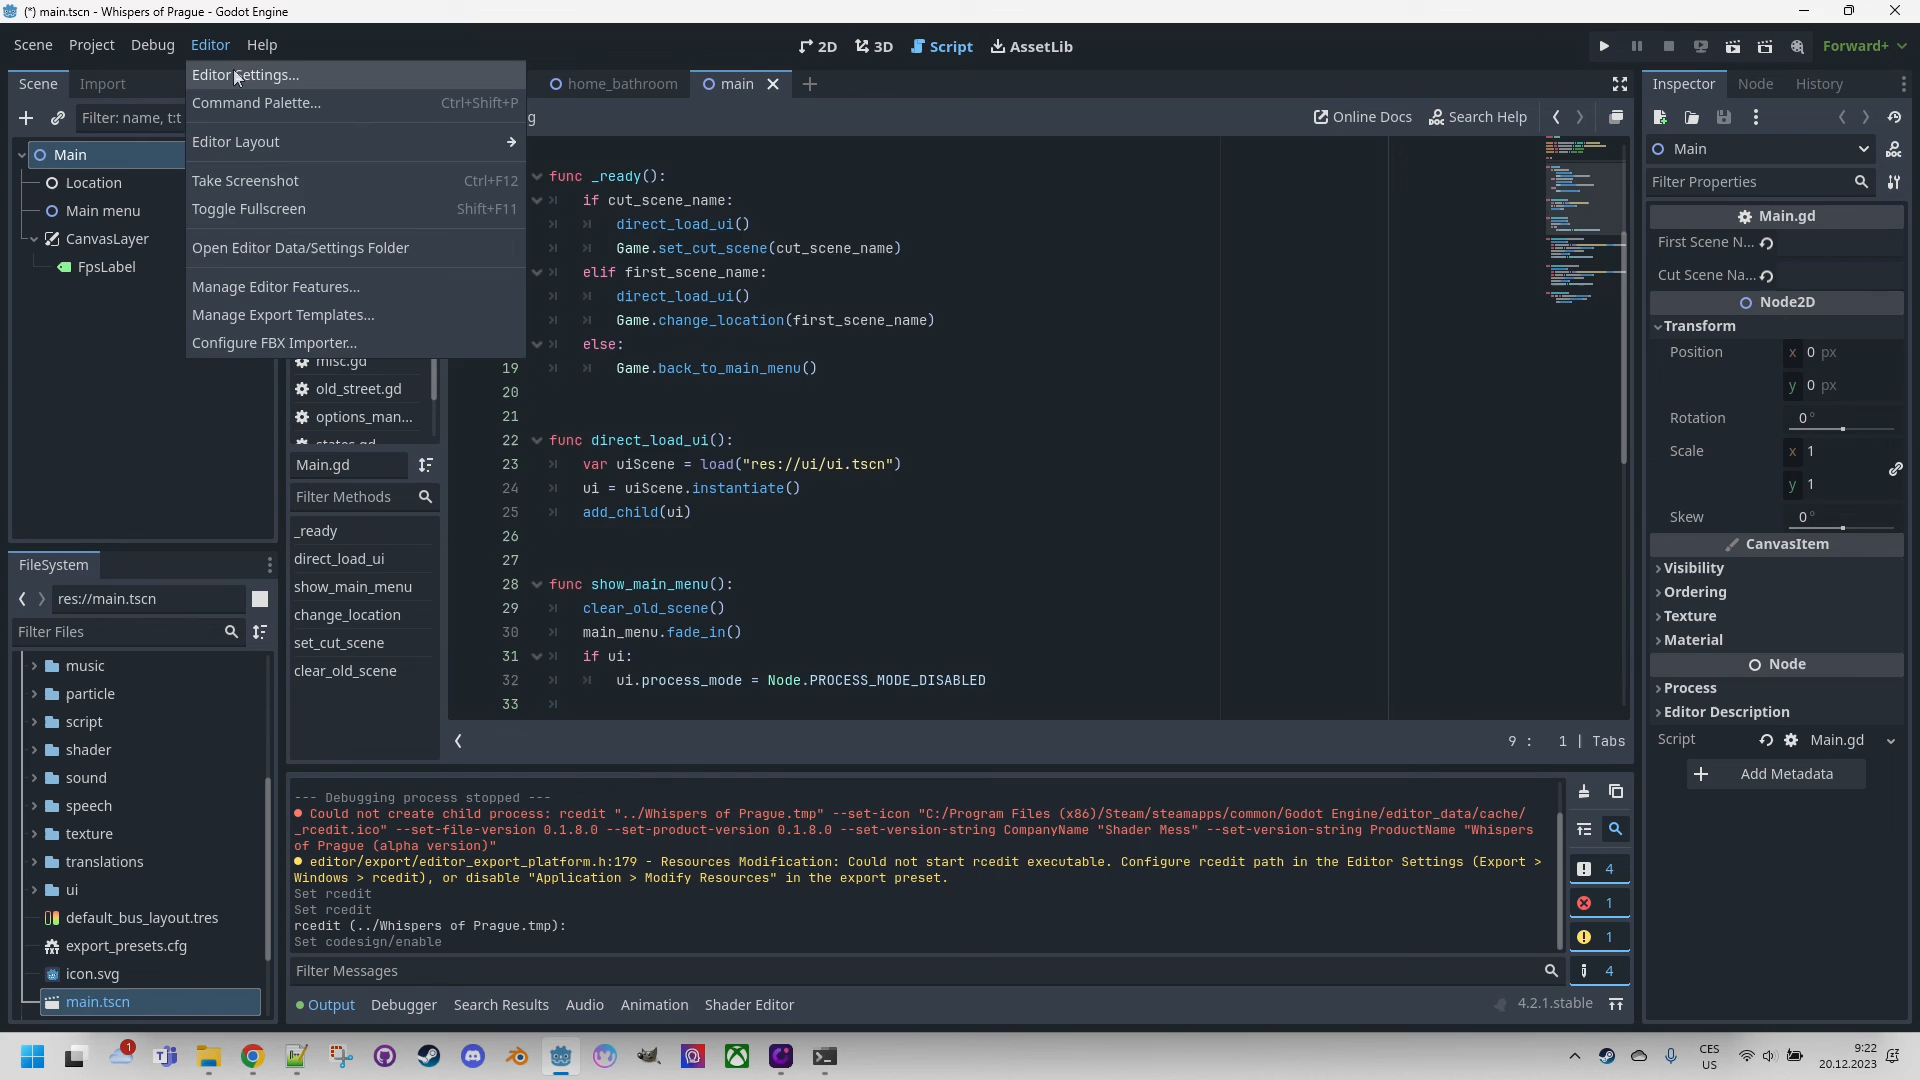 (*) main.tscn - Whispers of Prague - Godot Engine
Scene Project Debug Editor Help
2D 3D Script AssetLib
Forward+
Scene Import
Filter: name, t:t
Main
Location
Main menu
CanvasLayer
FpsLabel
Editor Settings...
Command Palette... Ctrl+Shift+P
Editor Layout
Take Screenshot Ctrl+F12
Toggle Fullscreen Shift+F11
Open Editor Data/Settings Folder
Manage Editor Features...
Manage Export Templates...
Configure FBX Importer...
home_bathroom main
g Online Docs Search Help
func _ready():
if cut_scene_name:
direct_load_ui()
Game.set_cut_scene(cut_scene_name)
elif first_scene_name:
direct_load_ui()
Game.change_location(first_scene_name)
else:
19 Game.back_to_main_menu()
20
21
22 func direct_load_ui():
23 var uiScene = load("res://ui/ui.tscn")
24 ui = uiScene.instantiate()
25 add_child(ui)
26
27
28 func show_main_menu():
29 clear_old_scene()
30 main_menu.fade_in()
31 if ui:
32 ui.process_mode = Node.PROCESS_MODE_DISABLED
33
9 : 1 | Tabs
misc.gd
old_street.gd
options_man...
states.gd
Main.gd
Filter Methods
_ready
direct_load_ui
show_main_menu
change_location
set_cut_scene
clear_old_scene
FileSystem
res://main.tscn
Filter Files
music
particle
script
shader
sound
speech
texture
translations
ui
default_bus_layout.tres
export_presets.cfg
icon.svg
main.tscn
--- Debugging process stopped ---
Could not create child process: rcedit "../Whispers of Prague.tmp" --set-icon "C:/Program Files (x86)/Steam/steamapps/common/Godot Engine/editor_data/cache/
_rcedit.ico" --set-file-version 0.1.8.0 --set-product-version 0.1.8.0 --set-version-string CompanyName "Shader Mess" --set-version-string ProductName "Whispers
of Prague (alpha version)"
editor/export/editor_export_platform.h:179 - Resources Modification: Could not start rcedit executable. Configure rcedit path in the Editor Settings (Export >
Windows > rcedit), or disable "Application > Modify Resources" in the export preset.
Set rcedit
Set rcedit
rcedit (../Whispers of Prague.tmp):
Set codesign/enable
4
1
1
4
Filter Messages
Output Debugger Search Results Audio Animation Shader Editor 4.2.1.stable
Inspector Node History
Main
Filter Properties
Main.gd
First Scene N...
Cut Scene Na...
Node2D
Transform
Position x 0 px
y 0 px
Rotation 0°
Scale x 1
y 1
Skew 0°
CanvasItem
Visibility
Ordering
Texture
Material
Node
Process
Editor Description
Script Main.gd
Add Metadata
1
CES
US
9:22
20.12.2023